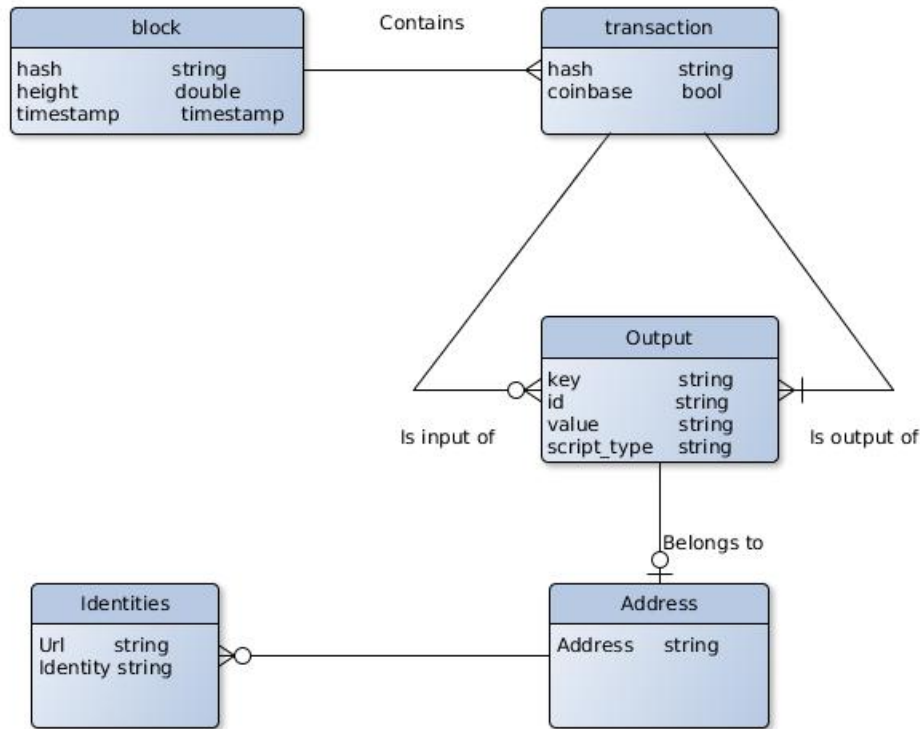 block
hash string
height double
timestamp timestamp
Contains
transaction
hash string
coinbase bool
Output
key string
id string
value string
script_type string
Is input of
Is output of
Belongs to
Identities
Url string
Identity string
Address
Address string